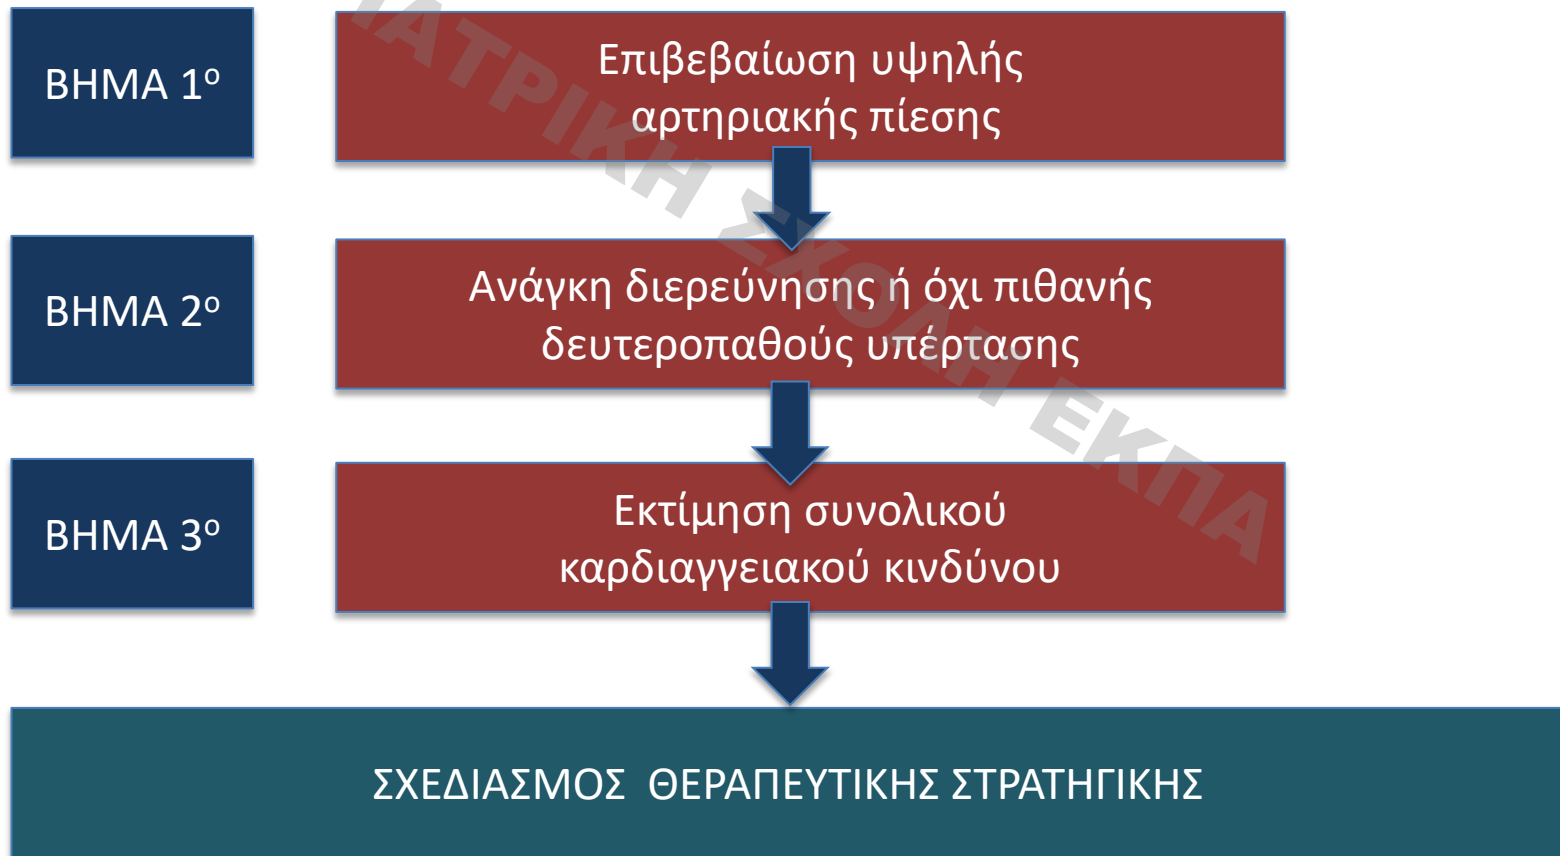 ΒΗΜΑ 1ο
Επιβεβαίωση υψηλής
αρτηριακής πίεσης
ΒΗΜΑ 2ο
Ανάγκη διερεύνησης ή όχι πιθανής
δευτεροπαθούς υπέρτασης
ΒΗΜΑ 3ο
Εκτίμηση συνολικού
καρδιαγγειακού κινδύνου
ΣΧΕΔΙΑΣΜΟΣ ΘΕΡΑΠΕΥΤΙΚΗΣ ΣΤΡΑΤΗΓΙΚΗΣ
ΙΑΤΡΙΚΗ ΣΧΟΛΗ ΕΚΠΑ